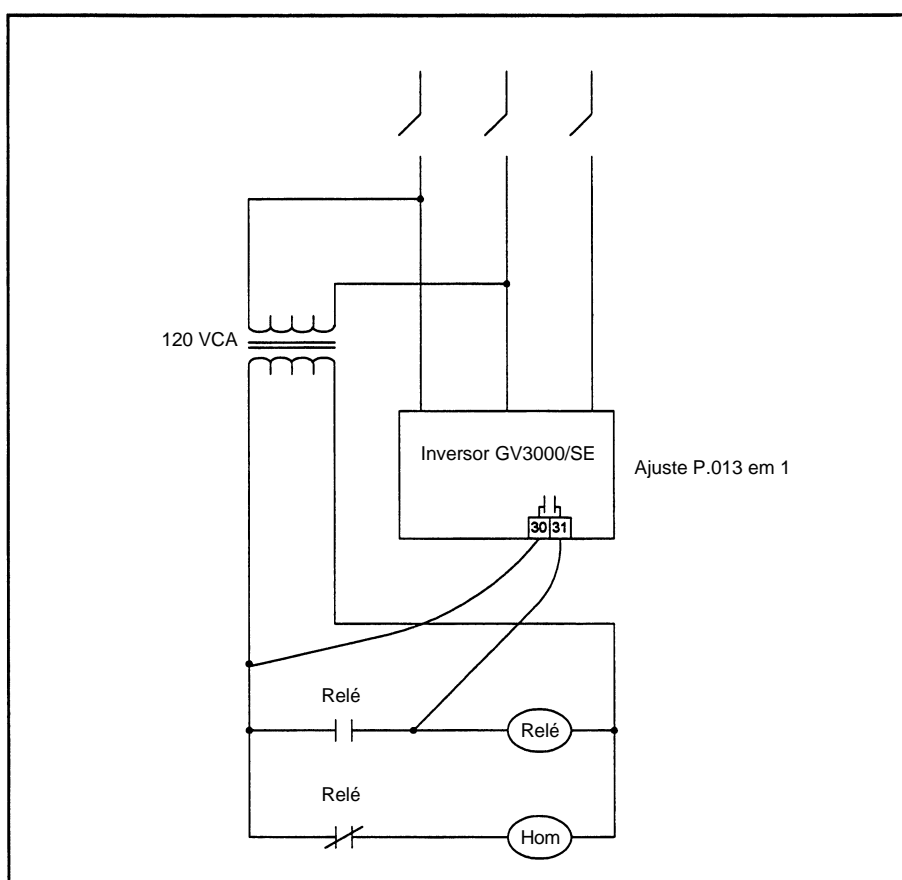 120 VCA
Inversor GV3000/SE
Ajuste P.013 em 1
30 31
Relé
Relé
Relé
Hom